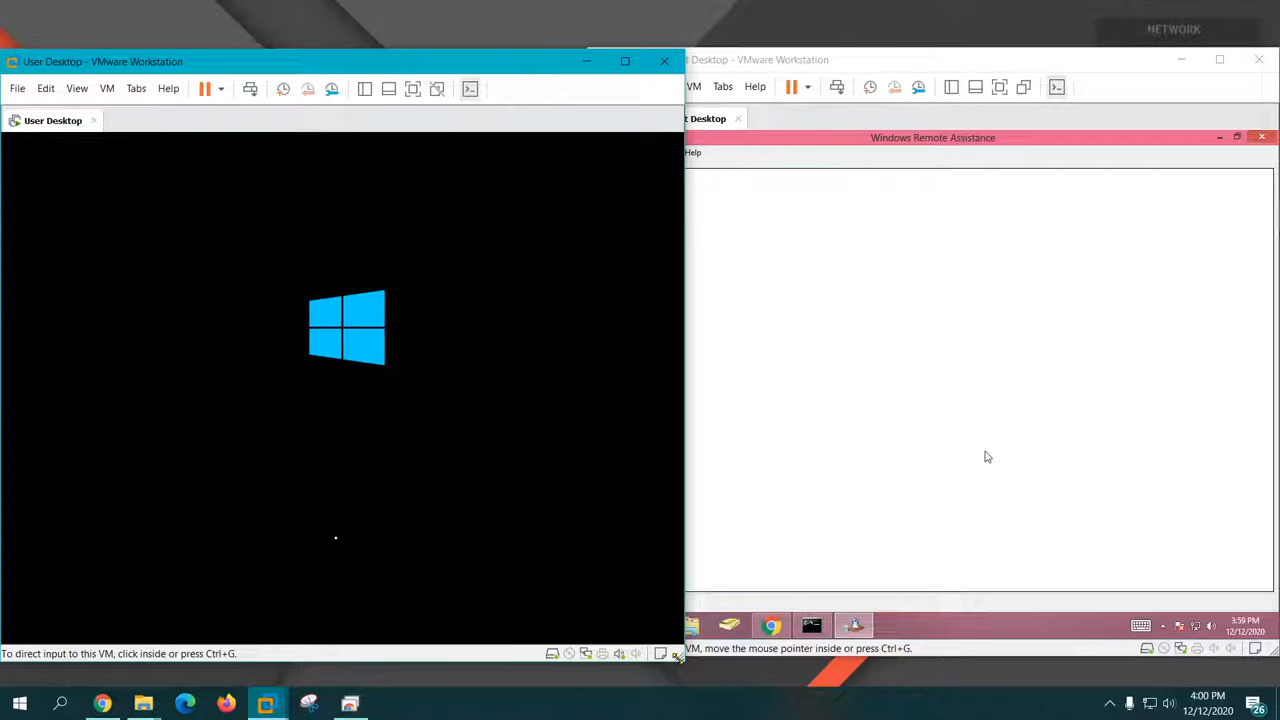 NETWORK
User Desktop - VMware Workstation
t Desktop - VMware Workstation
File Edit View VM Tabs Help
VM Tabs Help
User Desktop
t Desktop
Windows Remote Assistance
Help
3:59 PM
12/12/2020
To direct input to this VM, click inside or press Ctrl+G.
VM, move the mouse pointer inside or press Ctrl+G.
4:00 PM
12/12/2020
26